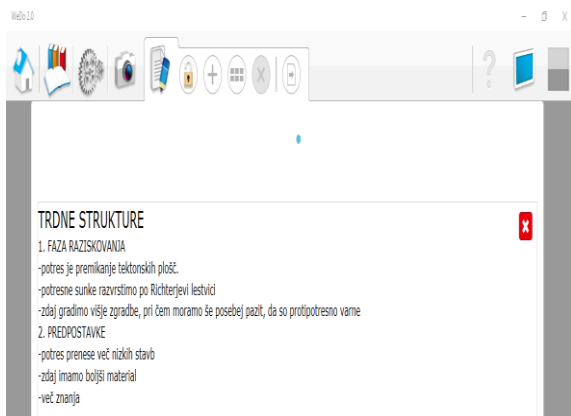 WeDo 2.0
TRDNE STRUKTURE
1. FAZA RAZISKOVANJA
-potres je premikanje tektonskih plošč.
-potresne sunke razvrstimo po Richterjevi lestvici
-zdaj gradimo višje zgradbe, pri čem moramo še posebej pazit, da so protipotresno varne
2. PREDPOSTAVKE
-potres prenese več nizkih stavb
-zdaj imamo boljši material
-več znanja